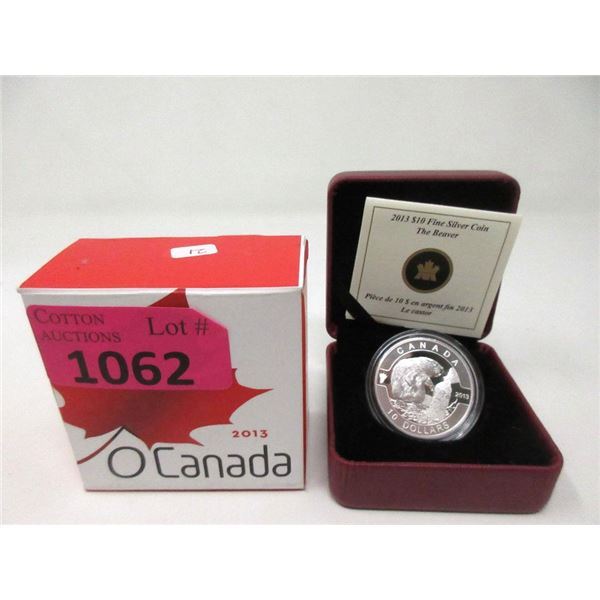 21
COTTON
AUCTIONS
Lot #
1062
2013
O Canada
2013 $10 Fine Silver Coin
The Beaver
Pièce de 10 $ en argent fin 2013
Le castor
CANADA
2013
10 DOLLARS